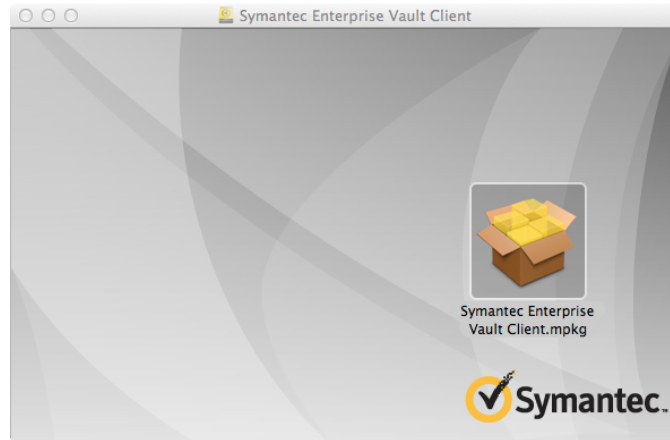 Symantec Enterprise Vault Client
Symantec Enterprise
Vault Client.mpkg
Symantec.